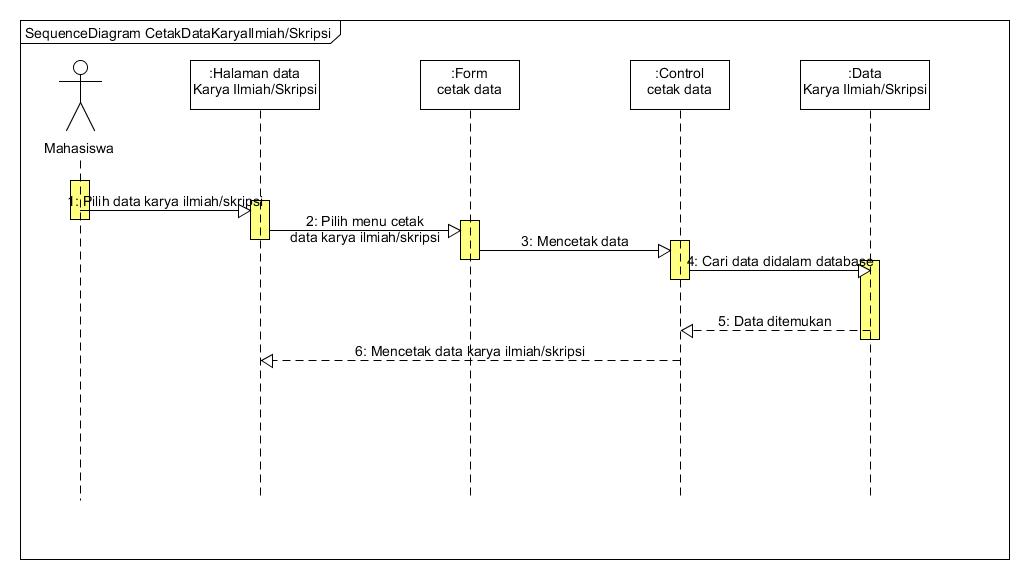 SequenceDiagram CetakDataKaryaIlmiah/Skripsi
:Halaman data
Karya Ilmiah/Skripsi
:Form
cetak data
:Control
cetak data
:Data
Karya Ilmiah/Skripsi
Mahasiswa
1: Pilih data karya ilmiah/skripsi
2: Pilih menu cetak
data karya ilmiah/skripsi
3: Mencetak data
4: Cari data didalam database
5: Data ditemukan
6: Mencetak data karya ilmiah/skripsi